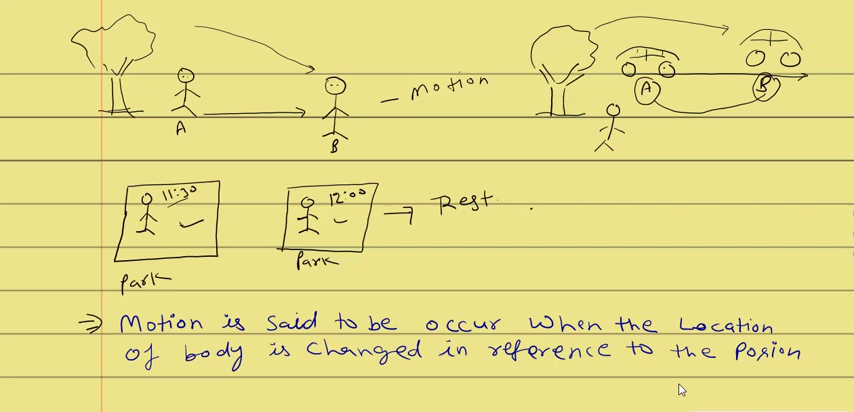 A
B
- Motion
A
B
11:30
Park
12:00
Park
→ Rest.
⇒ Motion is said to be occur when the Location
of body is changed in reference to the Posion